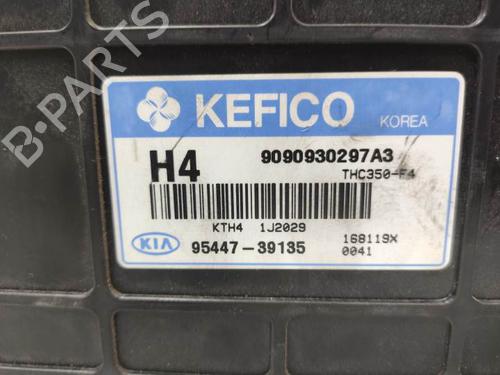 B-PARTS
KEFICO KOREA
H4 9090930297A3
THC350-F4
KTH4 1J2029
KIA 95447-39135 168119X
0041